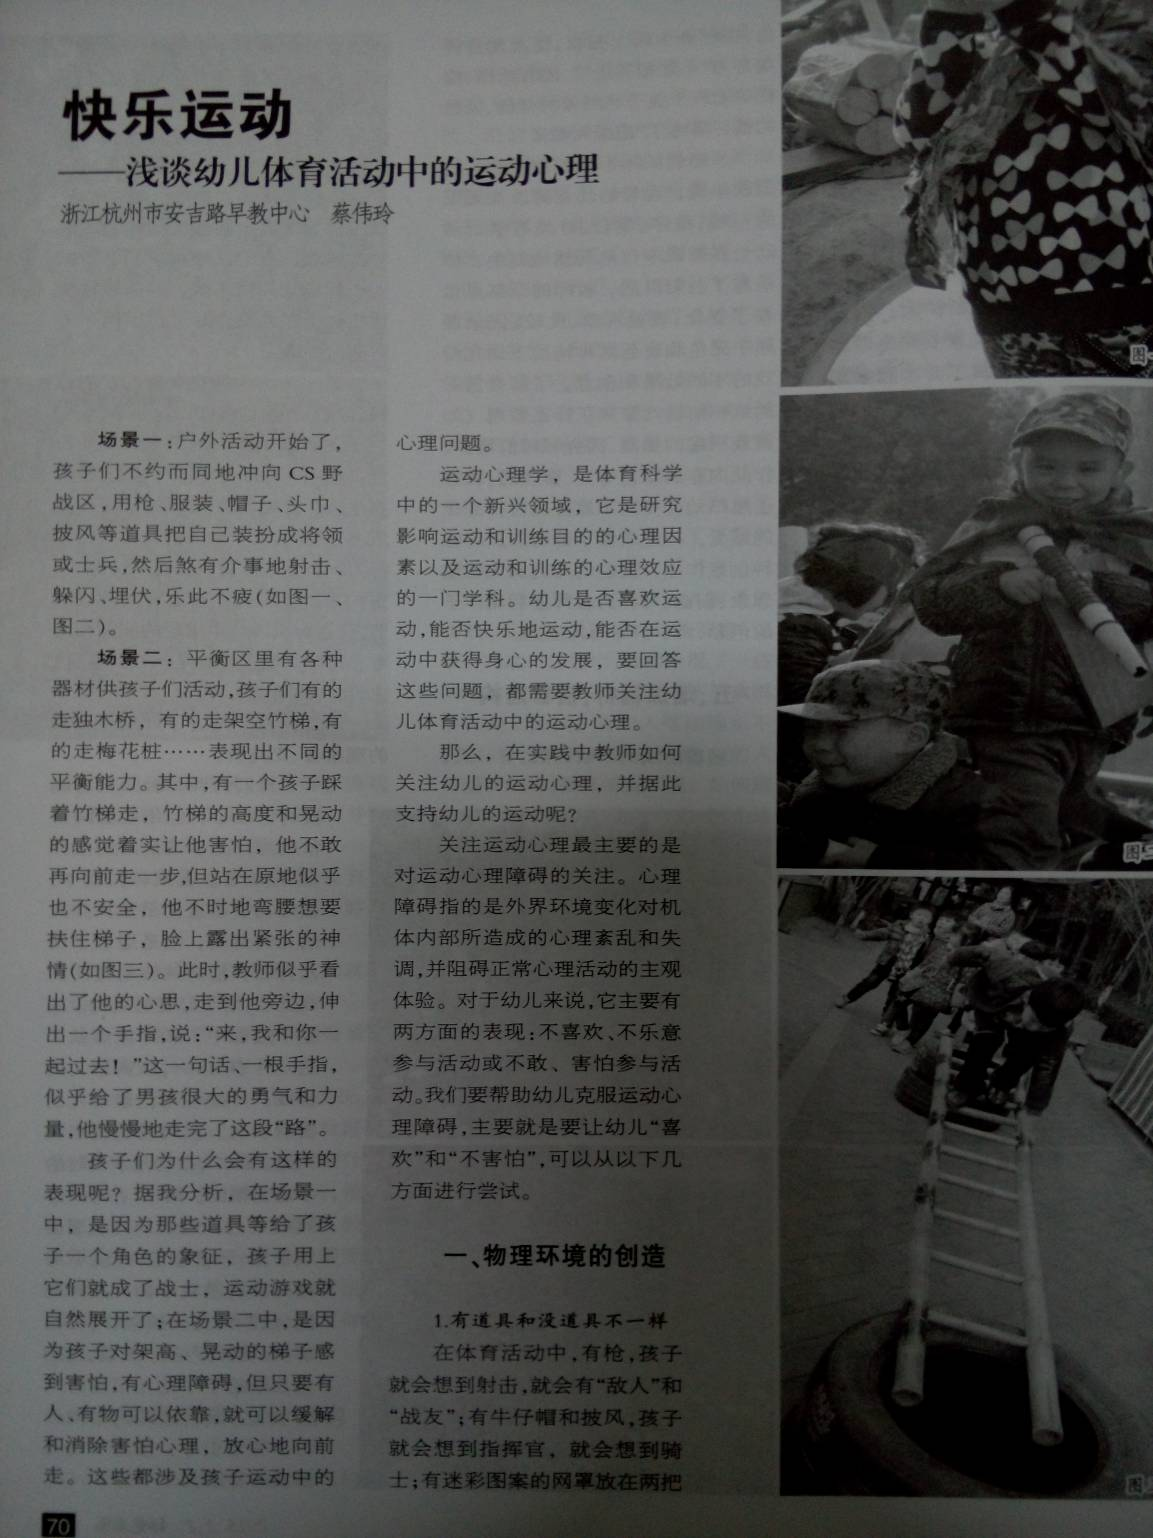 快乐运动
——浅谈幼儿体育活动中的运动心理
浙江杭州市安吉路早教中心 蔡伟玲
场景一:户外活动开始了，
孩子们不约而同地冲向 CS 野
战区,用枪、服装、帽子、头巾、
披风等道具把自己装扮成将领
或士兵,然后煞有介事地射击、
躲闪、埋伏,乐此不疲(如图一、
图二)。
场景二: 平衡区里有各种
器材供孩子们活动,孩子们有的
走独木桥，有的走架空竹梯,有
的走梅花桩……表现出不同的
平衡能力。其中,有一个孩子踩
着竹梯走，竹梯的高度和晃动
的感觉着实让他害怕，他不敢
再向前走一步,但站在原地似乎
也不安全，他不时地弯腰想要
扶住梯子，脸上露出紧张的神
情(如图三)。此时,教师似乎看
出了他的心思,走到他旁边,伸
出一个手指,说:“来,我和你一
起过去！”这一句话、一根手指,
似乎给了男孩很大的勇气和力
量,他慢慢地走完了这段“路”。
孩子们为什么会有这样的
表现呢？据我分析，在场景一
中，是因为那些道具等给了孩
子一个角色的象征，孩子用上
它们就成了战士，运动游戏就
自然展开了;在场景二中,是因
为孩子对架高、晃动的梯子感
到害怕,有心理障碍,但只要有
人、有物可以依靠,就可以缓解
和消除害怕心理，放心地向前
走。这些都涉及孩子运动中的
心理问题。
运动心理学，是体育科学
中的一个新兴领域，它是研究
影响运动和训练目的的心理因
素以及运动和训练的心理效应
的一门学科。幼儿是否喜欢运
动,能否快乐地运动,能否在运
动中获得身心的发展，要回答
这些问题，都需要教师关注幼
儿体育活动中的运动心理。
那么，在实践中教师如何
关注幼儿的运动心理，并据此
支持幼儿的运动呢?
关注运动心理最主要的是
对运动心理障碍的关注。心理
障碍指的是外界环境变化对机
体内部所造成的心理紊乱和失
调,并阻碍正常心理活动的主观
体验。对于幼儿来说,它主要有
两方面的表现:不喜欢、不乐意
参与活动或不敢、害怕参与活
动。我们要帮助幼儿克服运动心
理障碍,主要就是要让幼儿“喜
欢”和“不害怕”,可以从以下几
方面进行尝试。
一、物理环境的创造
1.有道具和没道具不一样
在体育活动中,有枪,孩子
就会想到射击,就会有“敌人”和
“战友”;有牛仔帽和披风,孩子
就会想到指挥官，就会想到骑
士;有迷彩图案的网罩放在两把
图
图
图
70